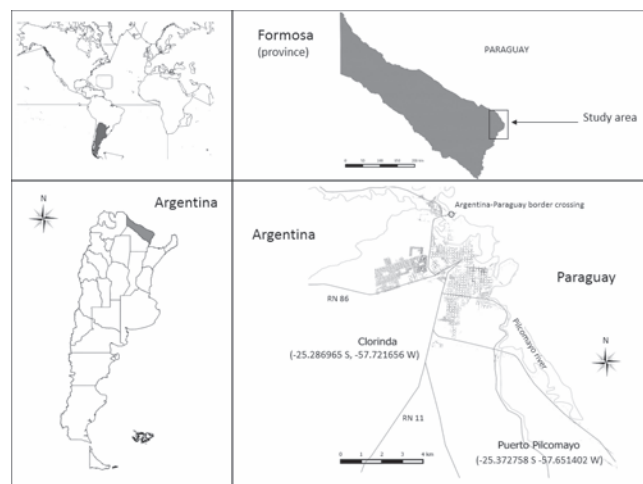 Formosa
(province)
PARAGUAY
Study area
N
Argentina
Argentina-Paraguay border crossing
Argentina
Paraguay
RN 86
Pilcomayo river
Clorinda
(-25.286965 S, -57.721656 W)
N
RN 11
Puerto Pilcomayo
(-25.372758 S -57.651402 W)
0 1 2 3 4 km